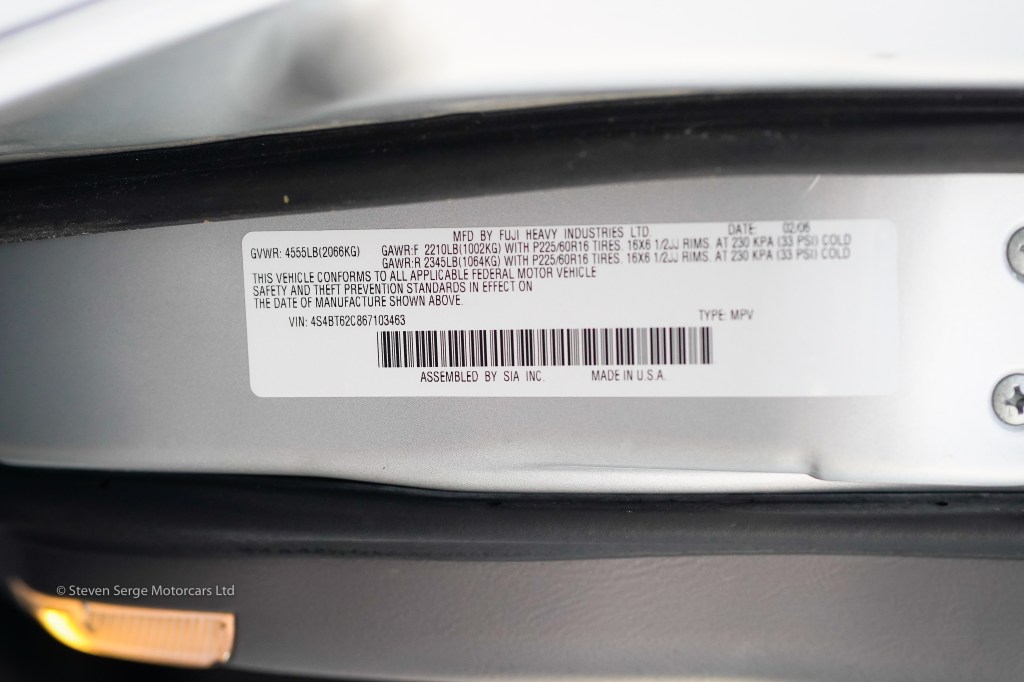 MFD BY FUJI HEAVY INDUSTRIES LTD. DATE: 02/06
GVWR: 4555LB(2066KG) GAWR:F 2210LB(1002KG) WITH P225/60R16 TIRES. 16X6 1/2JJ RIMS. AT 230 KPA (33 PSI) COLD
GAWR:R 2345LB(1064KG) WITH P225/60R16 TIRES. 16X6 1/2JJ RIMS. AT 230 KPA (33 PSI) COLD
THIS VEHICLE CONFORMS TO ALL APPLICABLE FEDERAL MOTOR VEHICLE
SAFETY AND THEFT PREVENTION STANDARDS IN EFFECT ON
THE DATE OF MANUFACTURE SHOWN ABOVE.
VIN: 4S4BT62C867103463 TYPE: MPV
ASSEMBLED BY SIA INC. MADE IN U.S.A.
© Steven Serge Motorcars Ltd